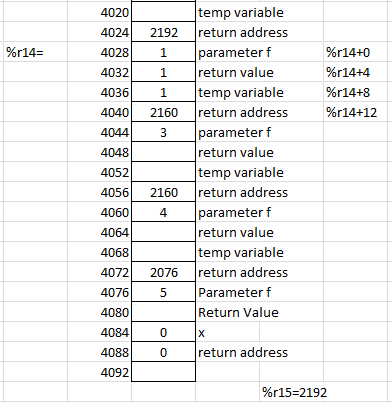 4020 temp variable
4024 2192 return address
%r14= 4028 1 parameter f %r14+0
4032 1 return value %r14+4
4036 1 temp variable %r14+8
4040 2160 return address %r14+12
4044 3 parameter f
4048 return value
4052 temp variable
4056 2160 return address
4060 4 parameter f
4064 return value
4068 temp variable
4072 2076 return address
4076 5 Parameter f
4080 Return Value
4084 0 x
4088 0 return address
4092
%r15=2192